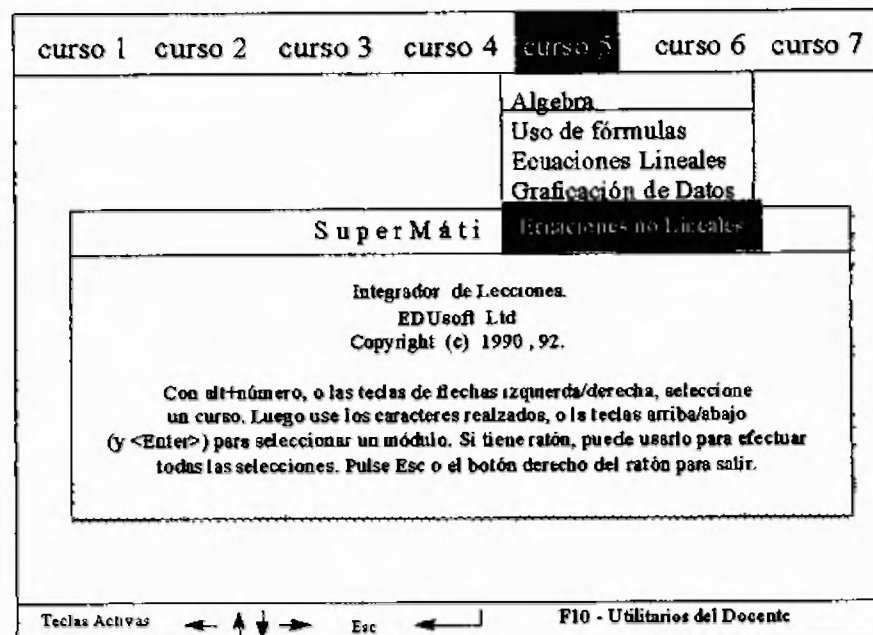 curso 1 curso 2 curso 3 curso 4 curso 5 curso 6 curso 7
Algebra
Uso de fórmulas
Ecuaciones Lineales
Graficación de Datos
SuperMáti Ecuaciones no Lineales
Integrador de Lecciones.
EDUsoft Ltd
Copyright (c) 1990 , 92.
Con alt+número, o las teclas de flechas izquierda/derecha, seleccione
un curso. Luego use los caracteres realzados, o la teclas arriba/abajo
(y <Enter>) para seleccionar un módulo. Si tiene ratón, puede usarlo para efectuar
todas las selecciones. Pulse Esc o el botón derecho del ratón para salir.
Teclas Activas Esc F10 - Utilitarios del Docente